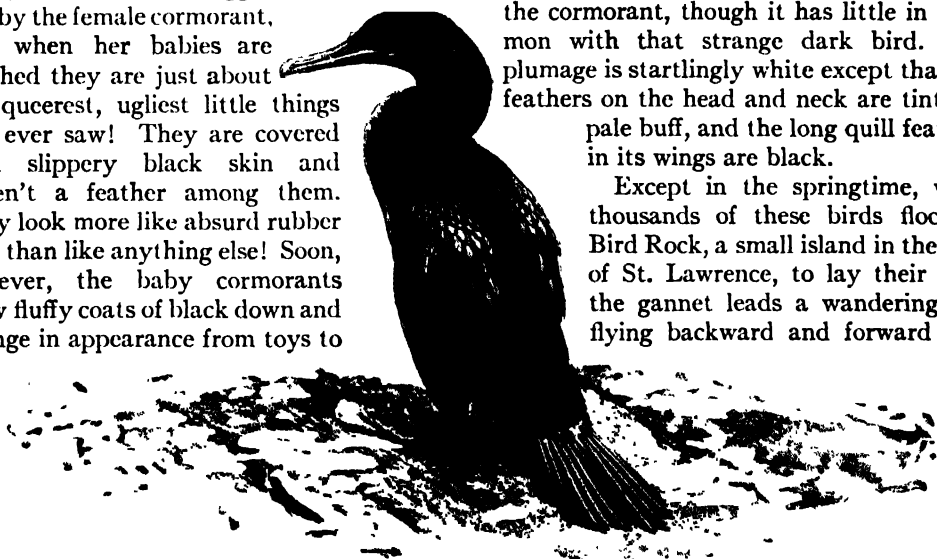 by the female cormorant,
when her babies are
hed they are just about
queerest, ugliest little things
ever saw! They are covered
slippery black skin and
en't a feather among them.
y look more like absurd rubber
than like anything else! Soon,
ever, the baby cormorants
fluffy coats of black down and
nge in appearance from toys to
the cormorant, though it has little in
mon with that strange dark bird.
plumage is startlingly white except tha
feathers on the head and neck are tint
pale buff, and the long quill fea
in its wings are black.
Except in the springtime,
thousands of these birds floc
Bird Rock, a small island in the
of St. Lawrence, to lay their
the gannet leads a wandering
flying backward and forward